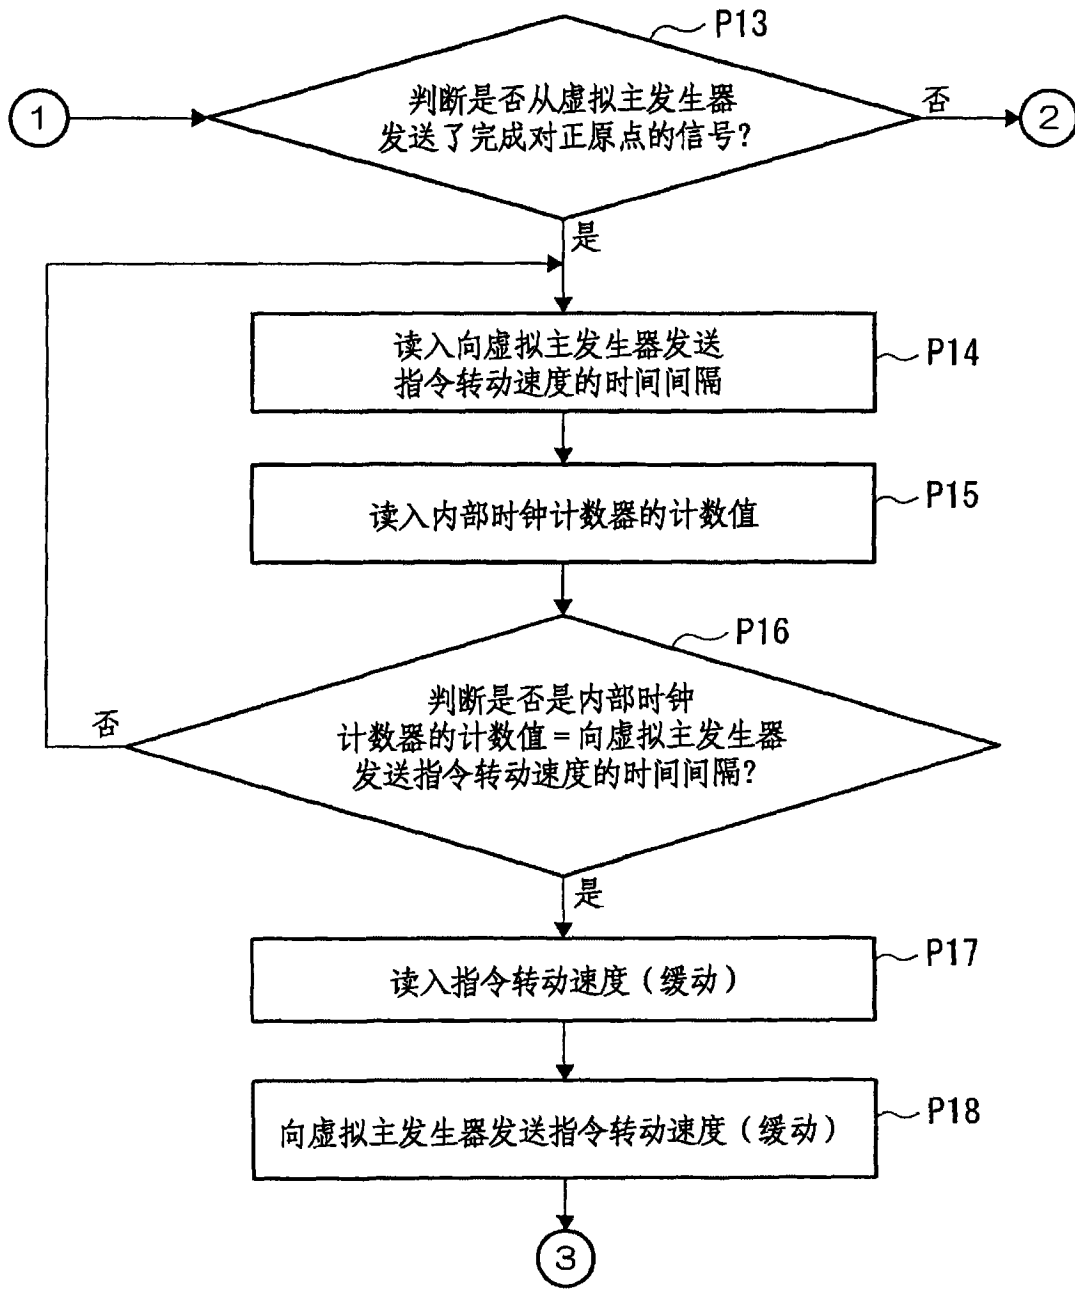 P13
判断是否从虚拟主发生器
发送了完成对正原点的信号？
1
否
2
是
读入向虚拟主发生器发送
指令转动速度的时间间隔
P14
读入内部时钟计数器的计数值
P15
P16
判断是否是内部时钟
计数器的计数值=向虚拟主发生器
发送指令转动速度的时间间隔？
否
是
读入指令转动速度（缓动）
P17
向虚拟主发生器发送指令转动速度（缓动）
P18
3